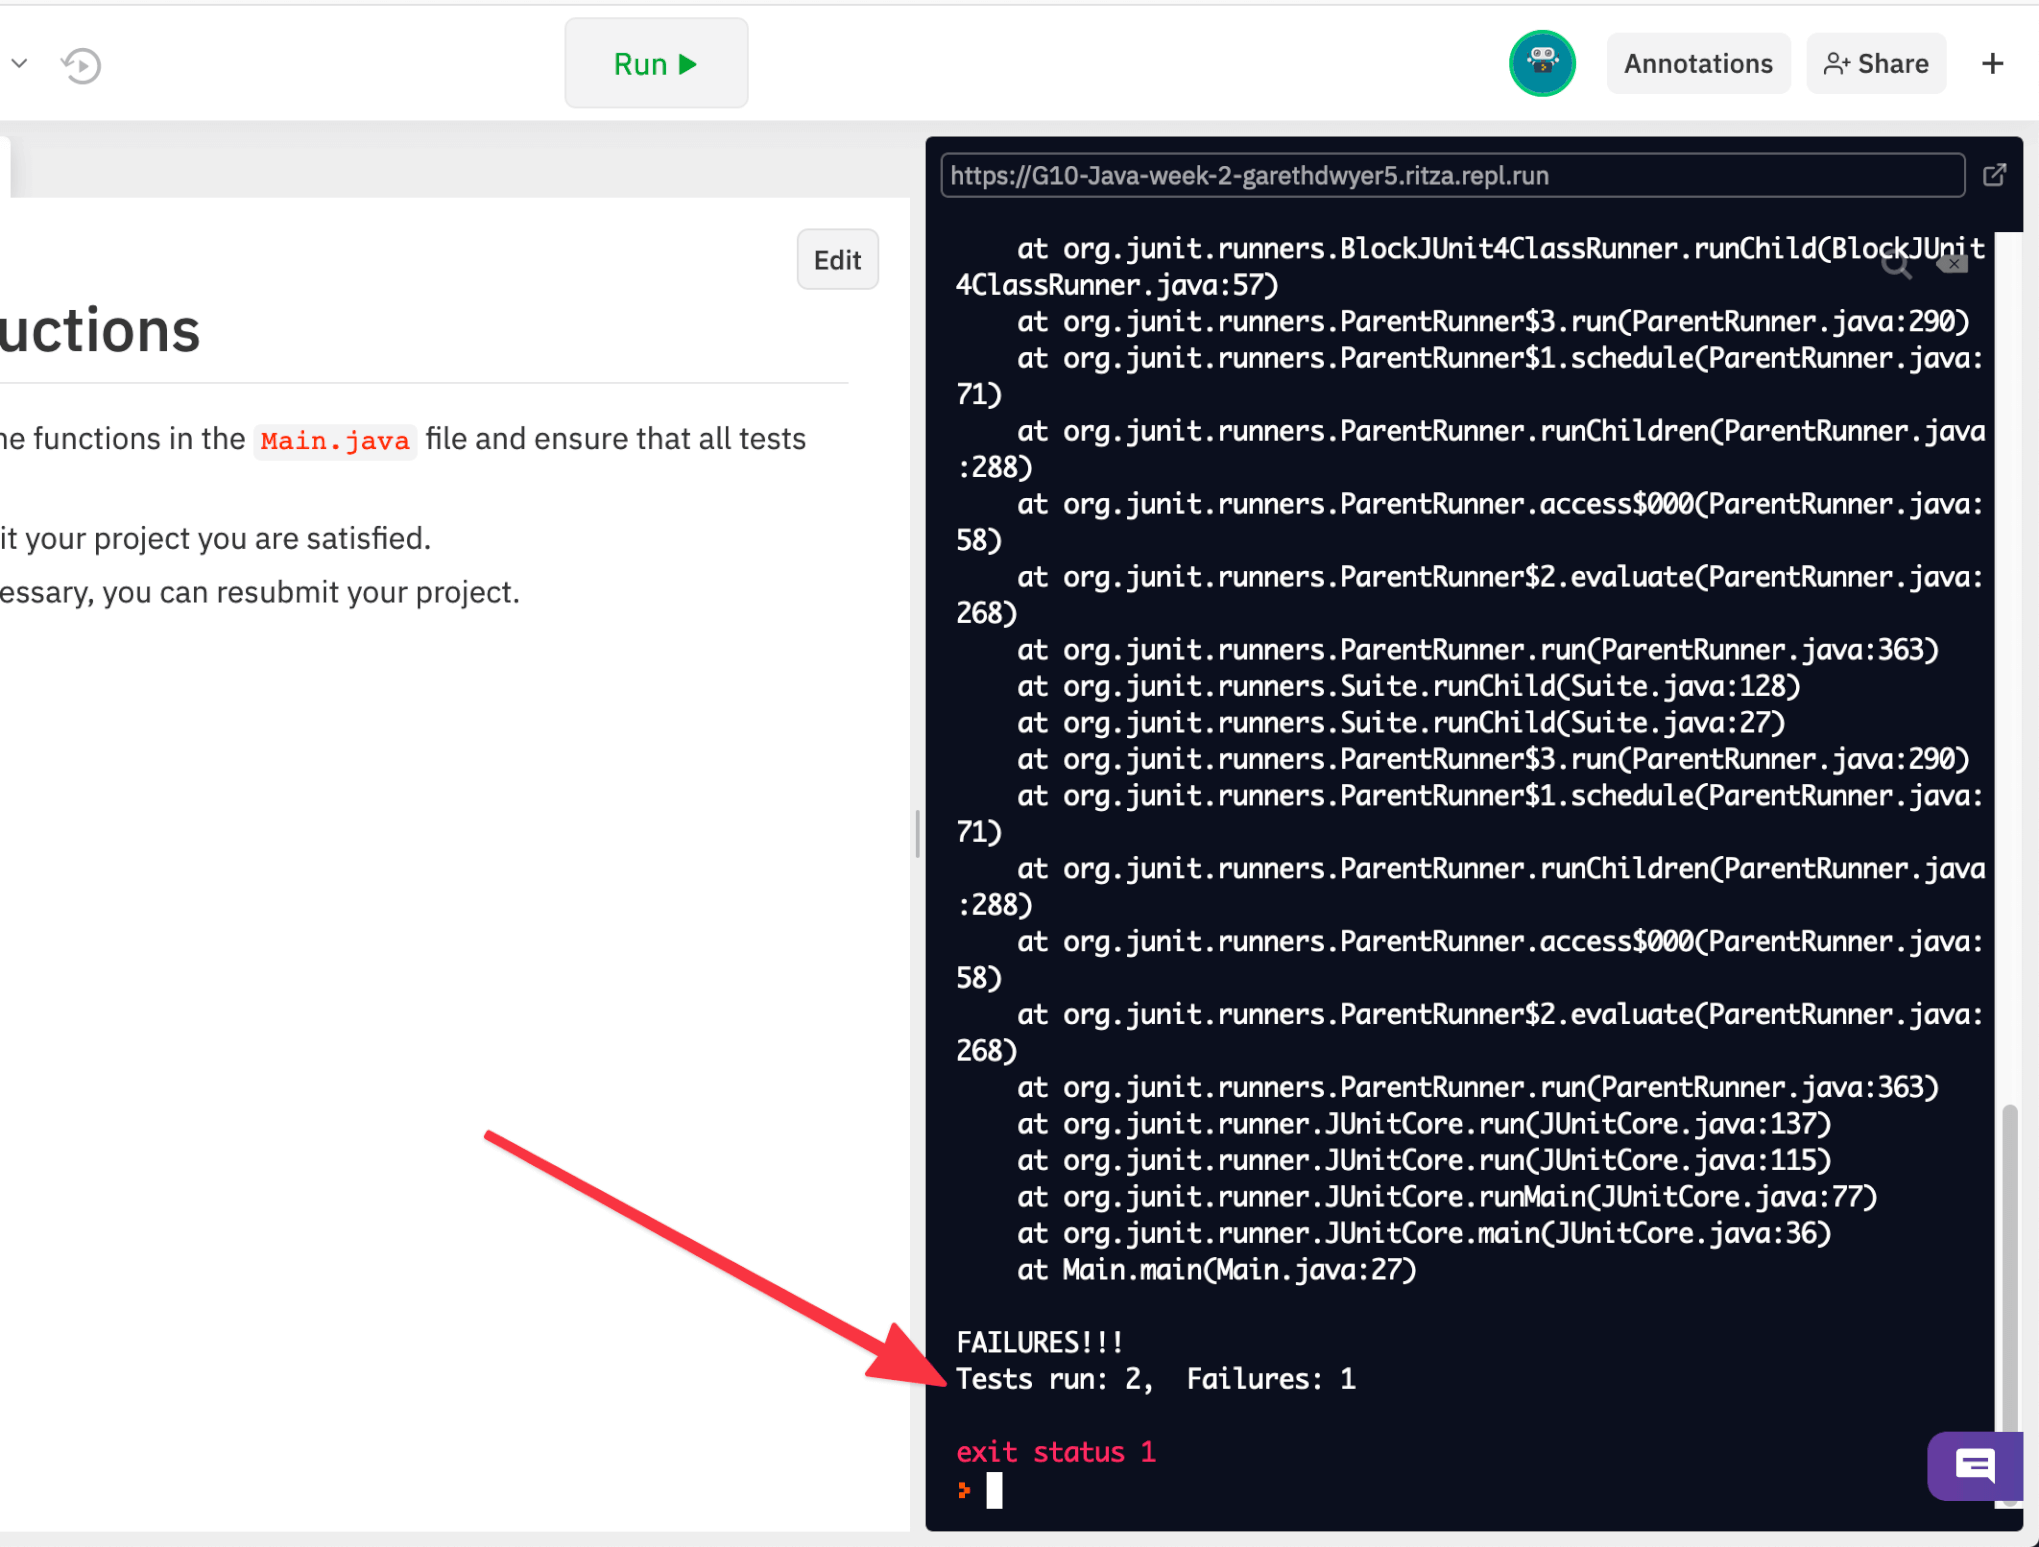 Run
Annotations
Share
https://G10-Java-week-2-garethdwyer5.ritza.repl.run
Edit
uctions
ne functions in the Main.java file and ensure that all tests
it your project you are satisfied.
essary, you can resubmit your project.
at org.junit.runners.BlockJUnit4ClassRunner.runChild(BlockJUnit
4ClassRunner.java:57)
at org.junit.runners.ParentRunner$3.run(ParentRunner.java:290)
at org.junit.runners.ParentRunner$1.schedule(ParentRunner.java:
71)
at org.junit.runners.ParentRunner.runChildren(ParentRunner.java
:288)
at org.junit.runners.ParentRunner.access$000(ParentRunner.java:
58)
at org.junit.runners.ParentRunner$2.evaluate(ParentRunner.java:
268)
at org.junit.runners.ParentRunner.run(ParentRunner.java:363)
at org.junit.runners.Suite.runChild(Suite.java:128)
at org.junit.runners.Suite.runChild(Suite.java:27)
at org.junit.runners.ParentRunner$3.run(ParentRunner.java:290)
at org.junit.runners.ParentRunner$1.schedule(ParentRunner.java:
71)
at org.junit.runners.ParentRunner.runChildren(ParentRunner.java
:288)
at org.junit.runners.ParentRunner.access$000(ParentRunner.java:
58)
at org.junit.runners.ParentRunner$2.evaluate(ParentRunner.java:
268)
at org.junit.runners.ParentRunner.run(ParentRunner.java:363)
at org.junit.runner.JUnitCore.run(JUnitCore.java:137)
at org.junit.runner.JUnitCore.run(JUnitCore.java:115)
at org.junit.runner.JUnitCore.runMain(JUnitCore.java:77)
at org.junit.runner.JUnitCore.main(JUnitCore.java:36)
at Main.main(Main.java:27)
FAILURES!!!
Tests run: 2,  Failures: 1
exit status 1